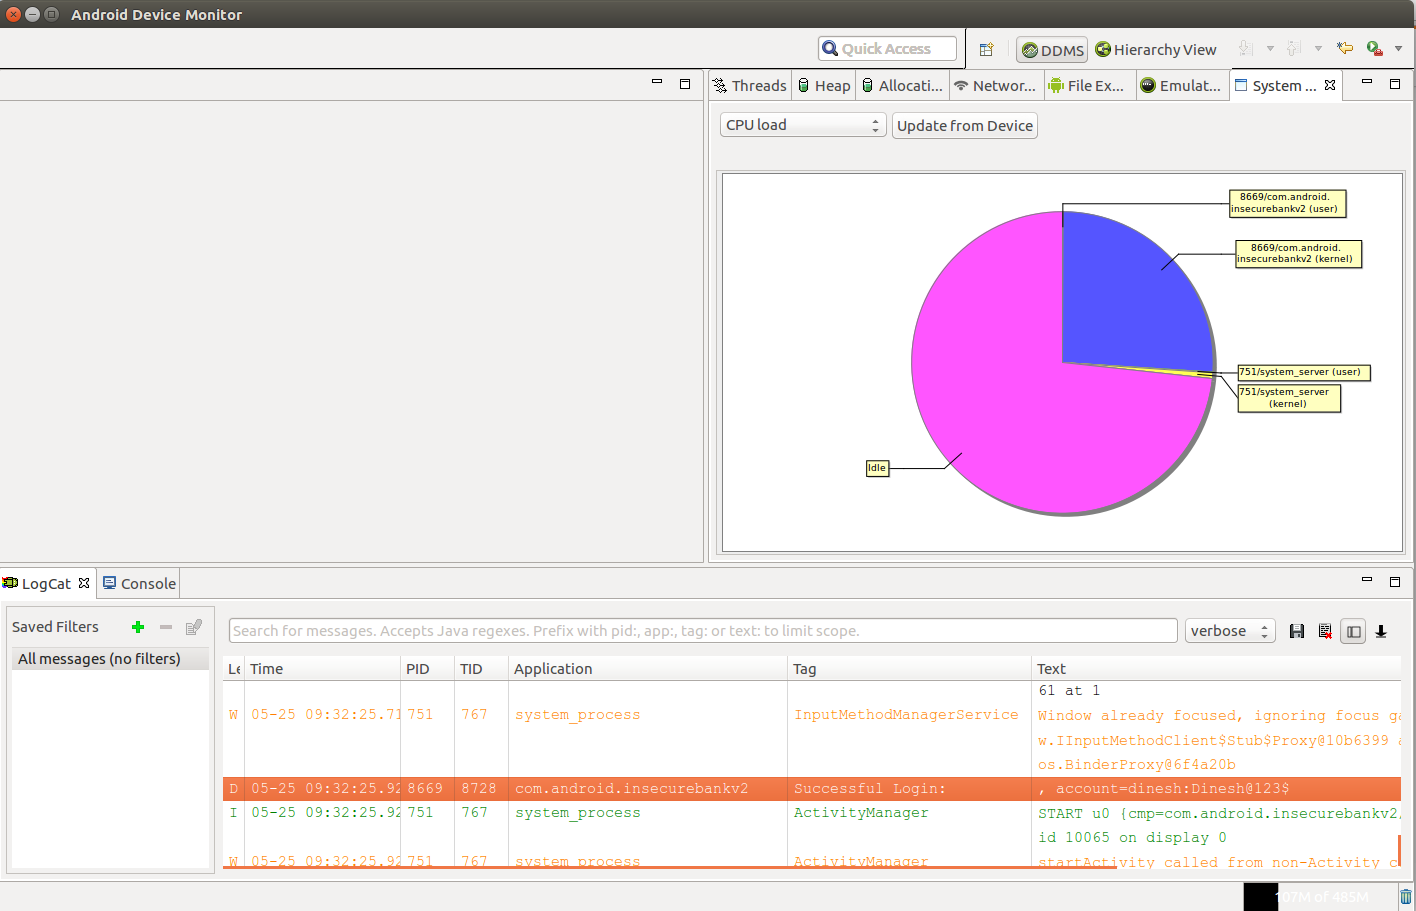 Android Device Monitor
Quick Access
DDMS
Hierarchy View
Threads
Heap
Allocati...
Networ...
File Ex...
Emulat...
System ...
CPU load
Update from Device
8669/com.android.
insecurebankv2 (user)
8669/com.android.
insecurebankv2 (kernel)
751/system_server (user)
751/system_server
(kernel)
Idle
LogCat
Console
Saved Filters
All messages (no filters)
Search for messages. Accepts Java regexes. Prefix with pid:, app:, tag: or text: to limit scope.
verbose
Le Time PID TID Application Tag Text
61 at 1
W 05-25 09:32:25.71 751 767 system_process InputMethodManagerService Window already focused, ignoring focus ga
w.IInputMethodClient$Stub$Proxy@10b6399 a
os.BinderProxy@6f4a20b
D 05-25 09:32:25.92 8669 8728 com.android.insecurebankv2 Successful Login: , account=dinesh:Dinesh@123$
I 05-25 09:32:25.92 751 767 system_process ActivityManager START u0 {cmp=com.android.insecurebankv2/
id 10065 on display 0
W 05-25 09:32:25.92 751 767 system_process ActivityManager startActivity called from non-Activity c
107M of 485M